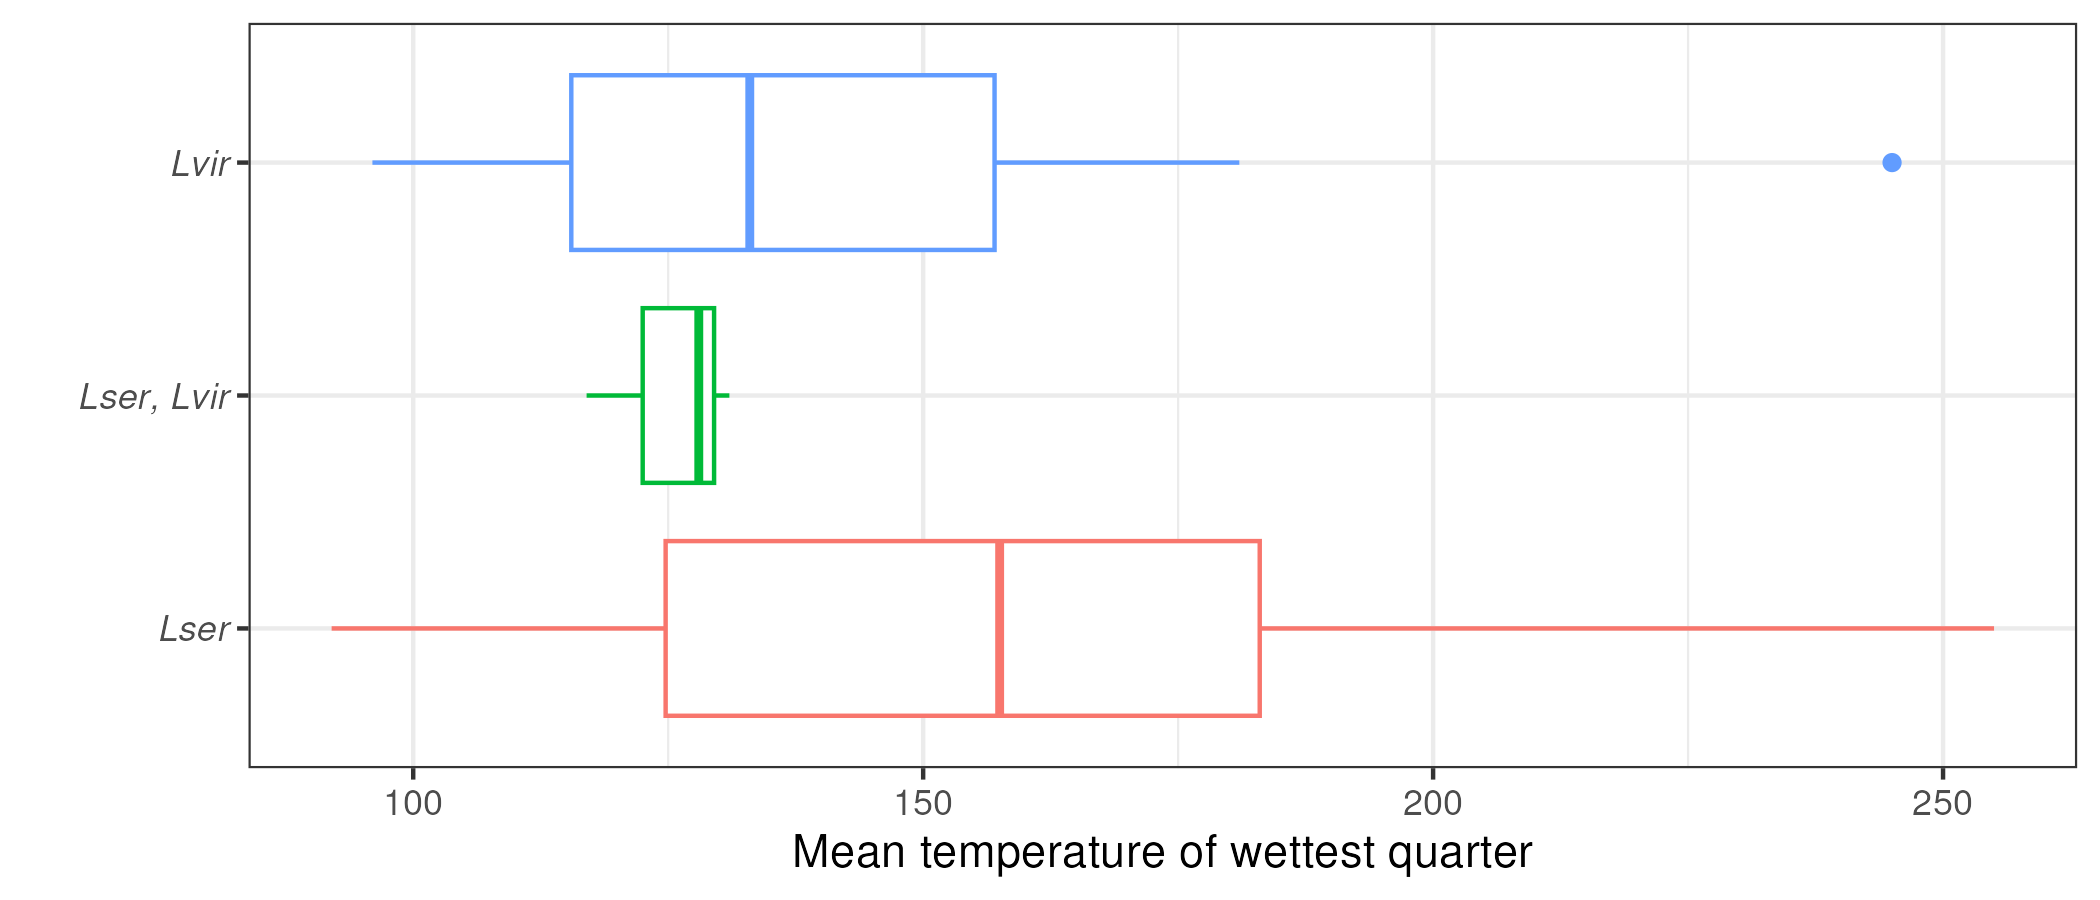 Lvir
Lser, Lvir
Lser
100 150 200 250
Mean temperature of wettest quarter